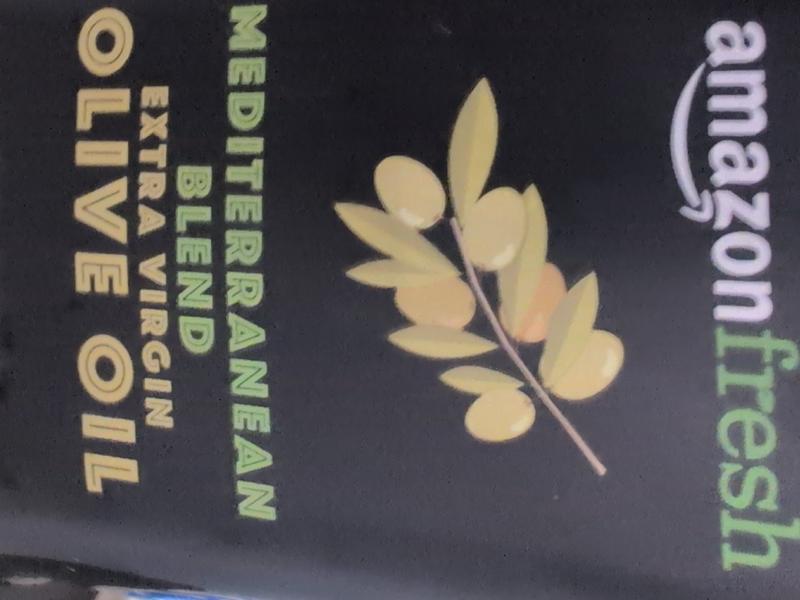 amazonfresh
MEDITERRANEAN
BLEND
EXTRA VIRGIN
OLIVE OIL